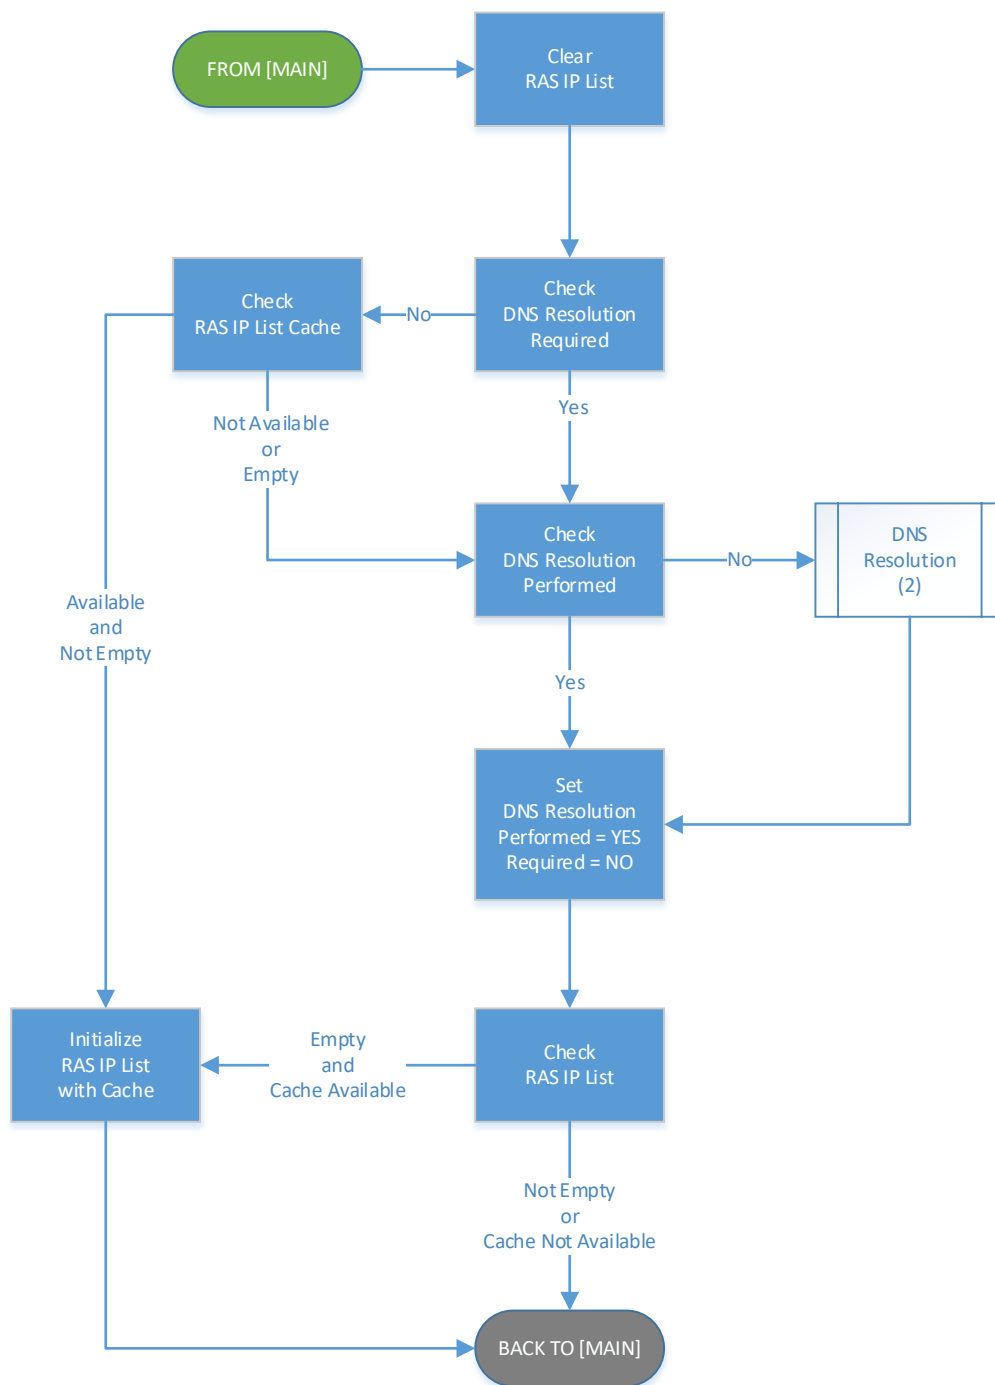 FROM [MAIN]
Clear
RAS IP List
Check
RAS IP List Cache
No
Check
DNS Resolution
Required
Not Available
or
Empty
Yes
Check
DNS Resolution
Performed
No
DNS
Resolution
(2)
Available
and
Not Empty
Yes
Set
DNS Resolution
Performed = YES
Required = NO
Initialize
RAS IP List
with Cache
Empty
and
Cache Available
Check
RAS IP List
Not Empty
or
Cache Not Available
BACK TO [MAIN]